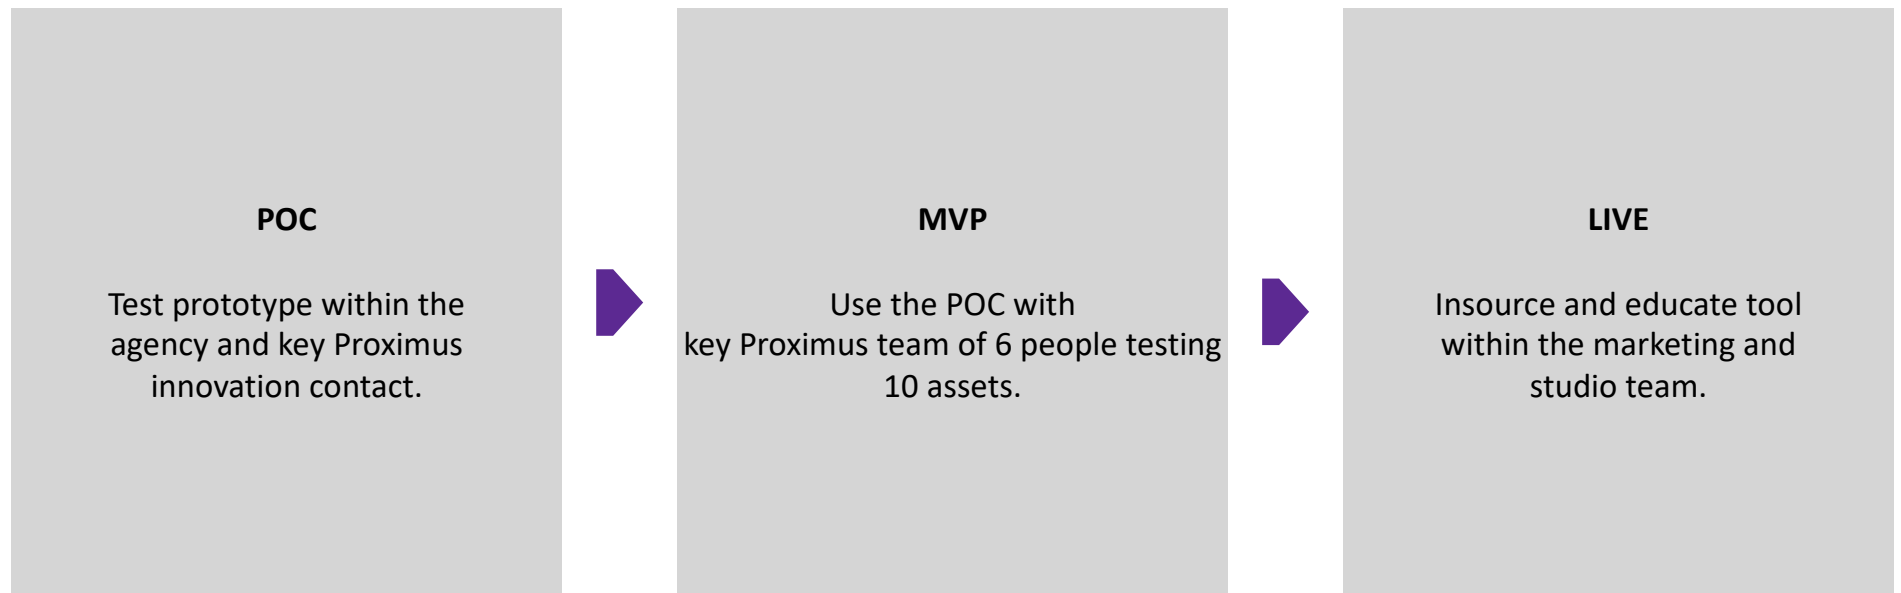 POC
Test prototype within the
agency and key Proximus
innovation contact.
MVP
Use the POC with
key Proximus team of 6 people testing
10 assets.
LIVE
Insource and educate tool
within the marketing and
studio team.